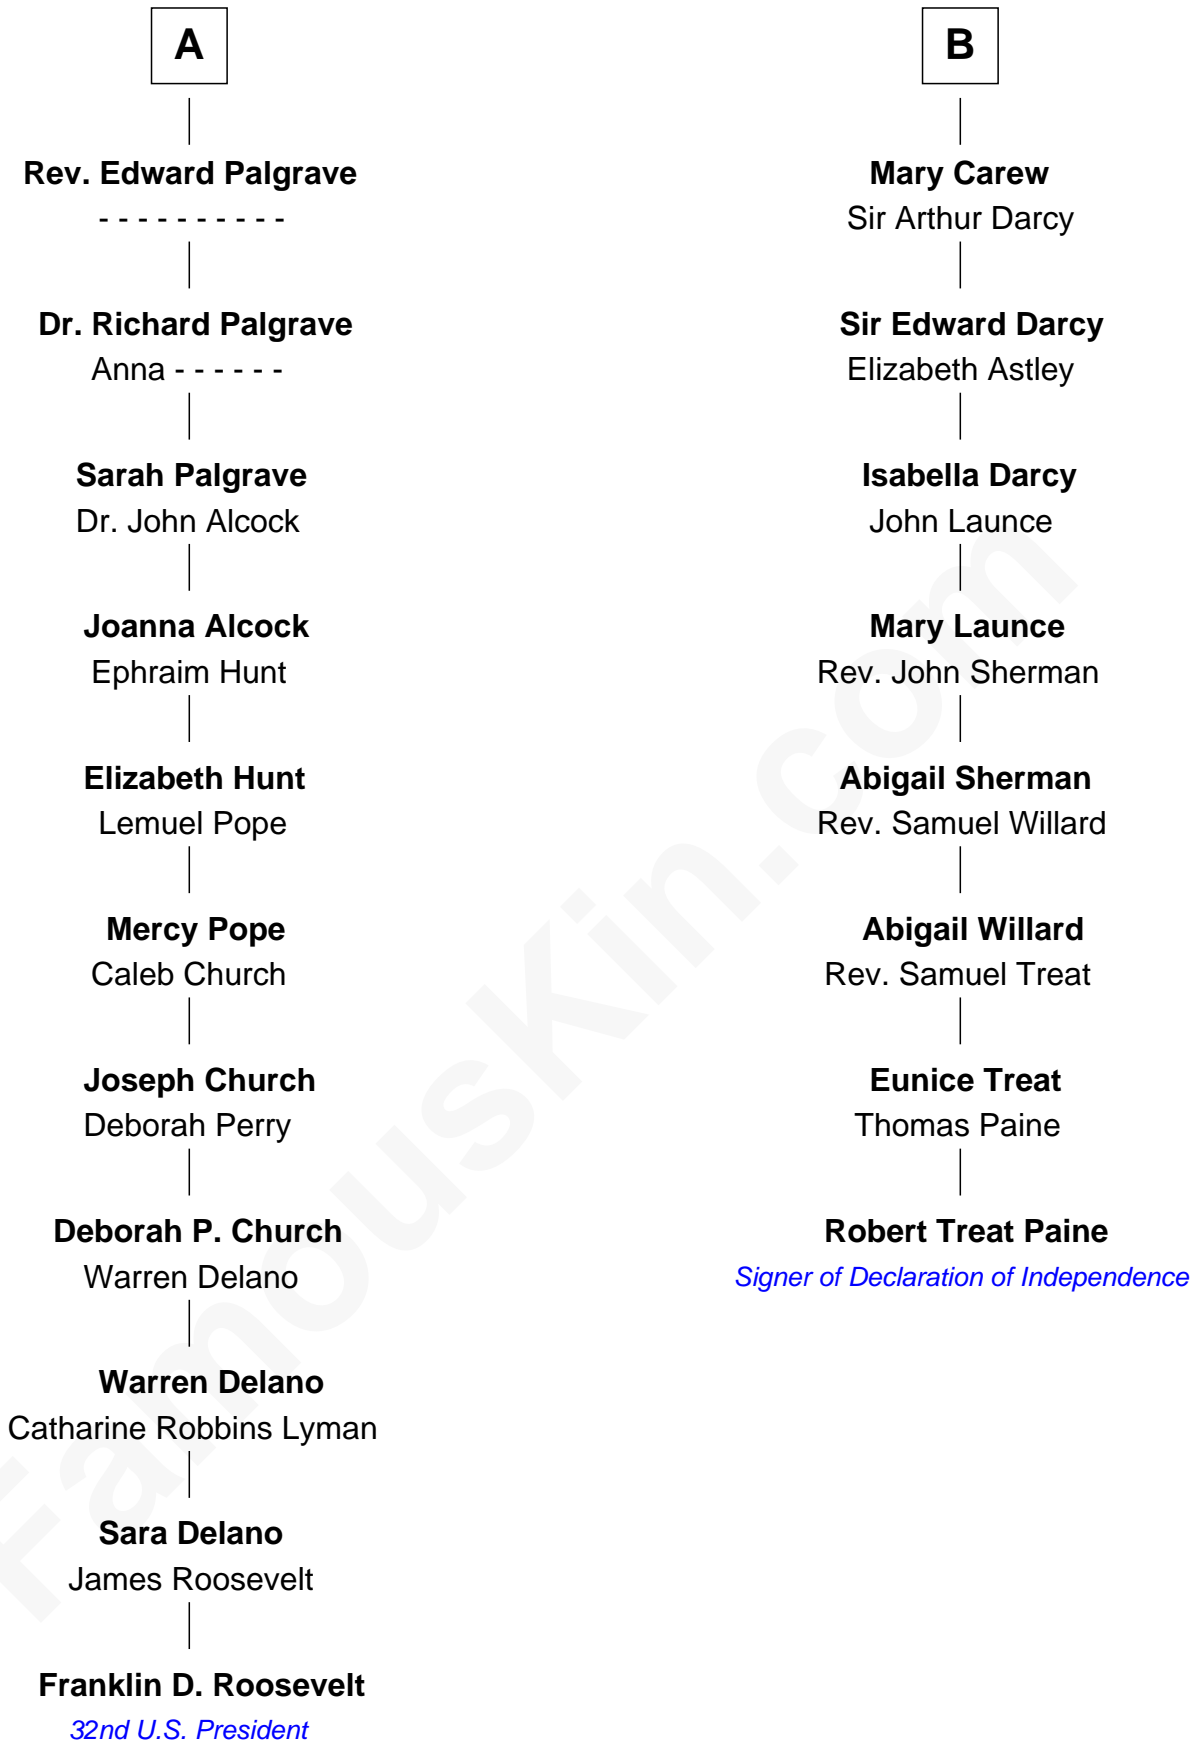 A
Rev. Edward Palgrave
- - - - - - - - - -
Dr. Richard Palgrave
Anna - - - - - -
Sarah Palgrave
Dr. John Alcock
Joanna Alcock
Ephraim Hunt
Elizabeth Hunt
Lemuel Pope
Mercy Pope
Caleb Church
Joseph Church
Deborah Perry
Deborah P. Church
Warren Delano
Warren Delano
Catharine Robbins Lyman
Sara Delano
James Roosevelt
Franklin D. Roosevelt
32nd U.S. President
B
Mary Carew
Sir Arthur Darcy
Sir Edward Darcy
Elizabeth Astley
Isabella Darcy
John Launce
Mary Launce
Rev. John Sherman
Abigail Sherman
Rev. Samuel Willard
Abigail Willard
Rev. Samuel Treat
Eunice Treat
Thomas Paine
Robert Treat Paine
Signer of Declaration of Independence
FamousKin.com